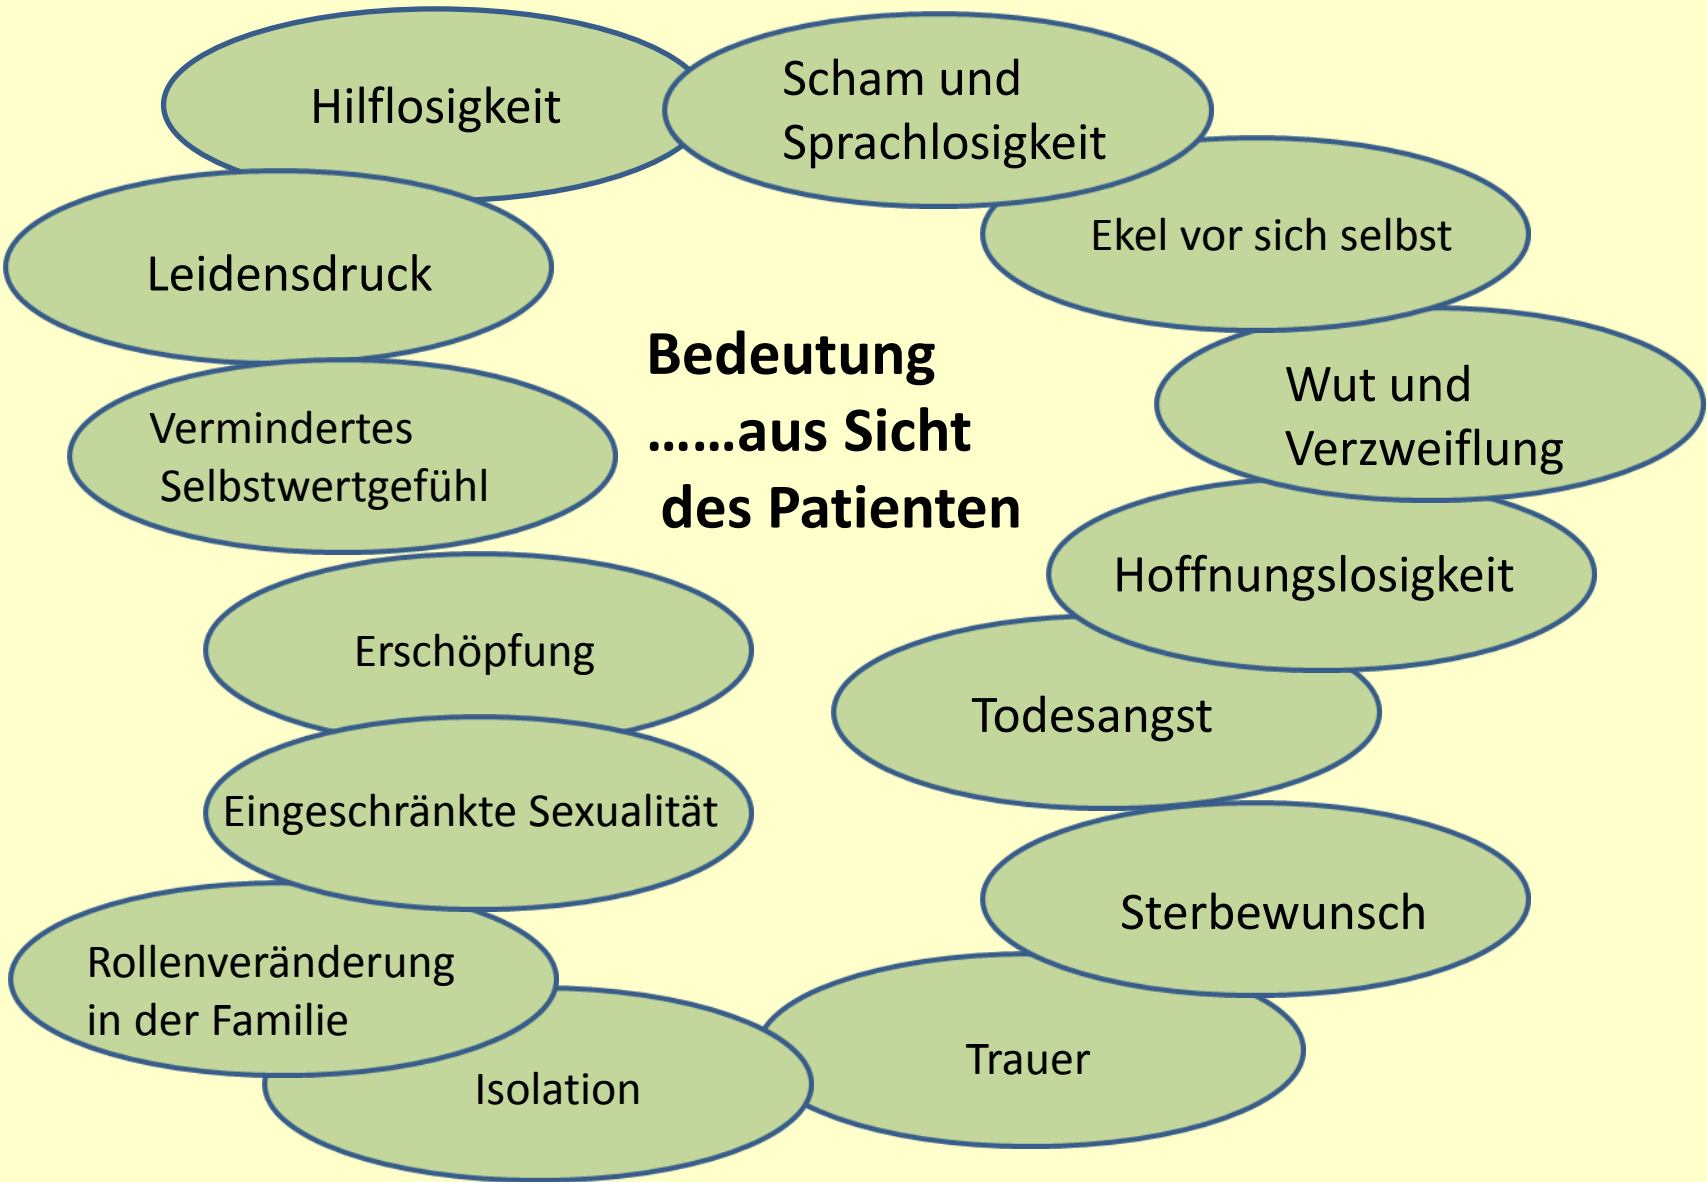 Hilflosigkeit
Scham und
Sprachlosigkeit
Ekel vor sich selbst
Leidensdruck
Bedeutung
......aus Sicht
des Patienten
Wut und
Verzweiflung
Vermindertes
Selbstwertgefühl
Hoffnungslosigkeit
Erschöpfung
Todesangst
Eingeschränkte Sexualität
Sterbewunsch
Rollenveränderung
in der Familie
Trauer
Isolation